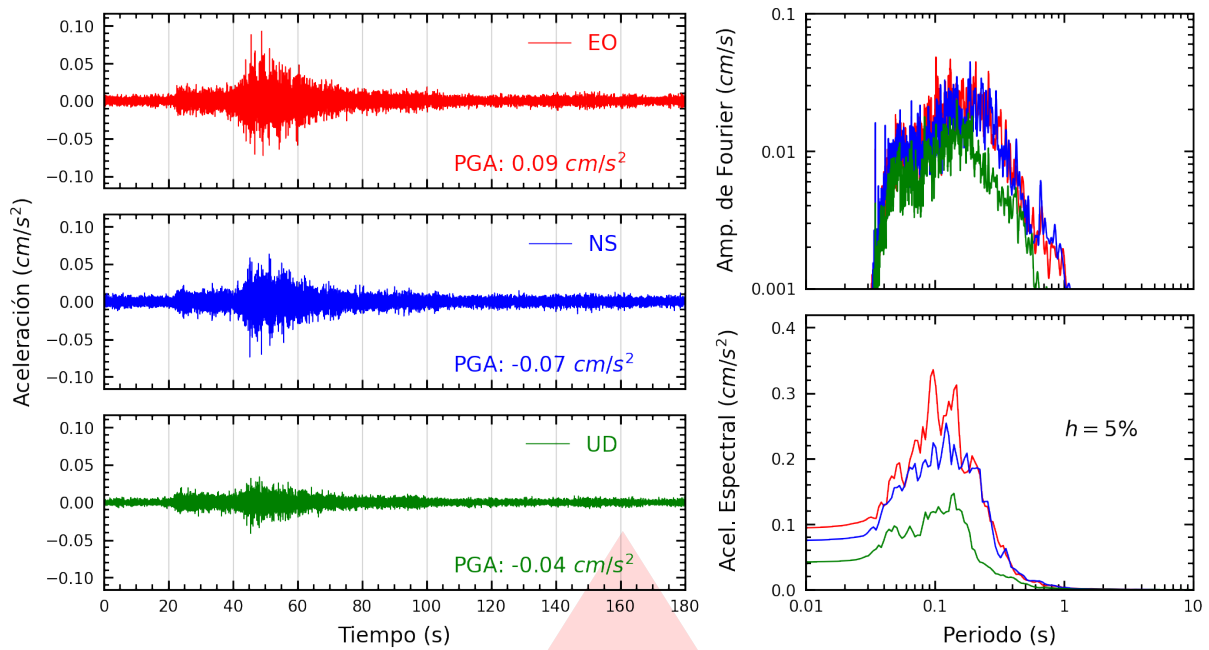 Aceleración (cm/s²)
0.10
0.05
0.00
−0.05
−0.10
EO
PGA: 0.09 cm/s²
0.10
0.05
0.00
−0.05
−0.10
NS
PGA: -0.07 cm/s²
0.10
0.05
0.00
−0.05
−0.10
UD
PGA: -0.04 cm/s²
0 20 40 60 80 100 120 140 160 180
Tiempo (s)
Amp. de Fourier (cm/s)
0.1
0.01
0.001
Acel. Espectral (cm/s²)
0.4
0.3
0.2
0.1
0.0
h = 5%
0.01 0.1 1 10
Periodo (s)